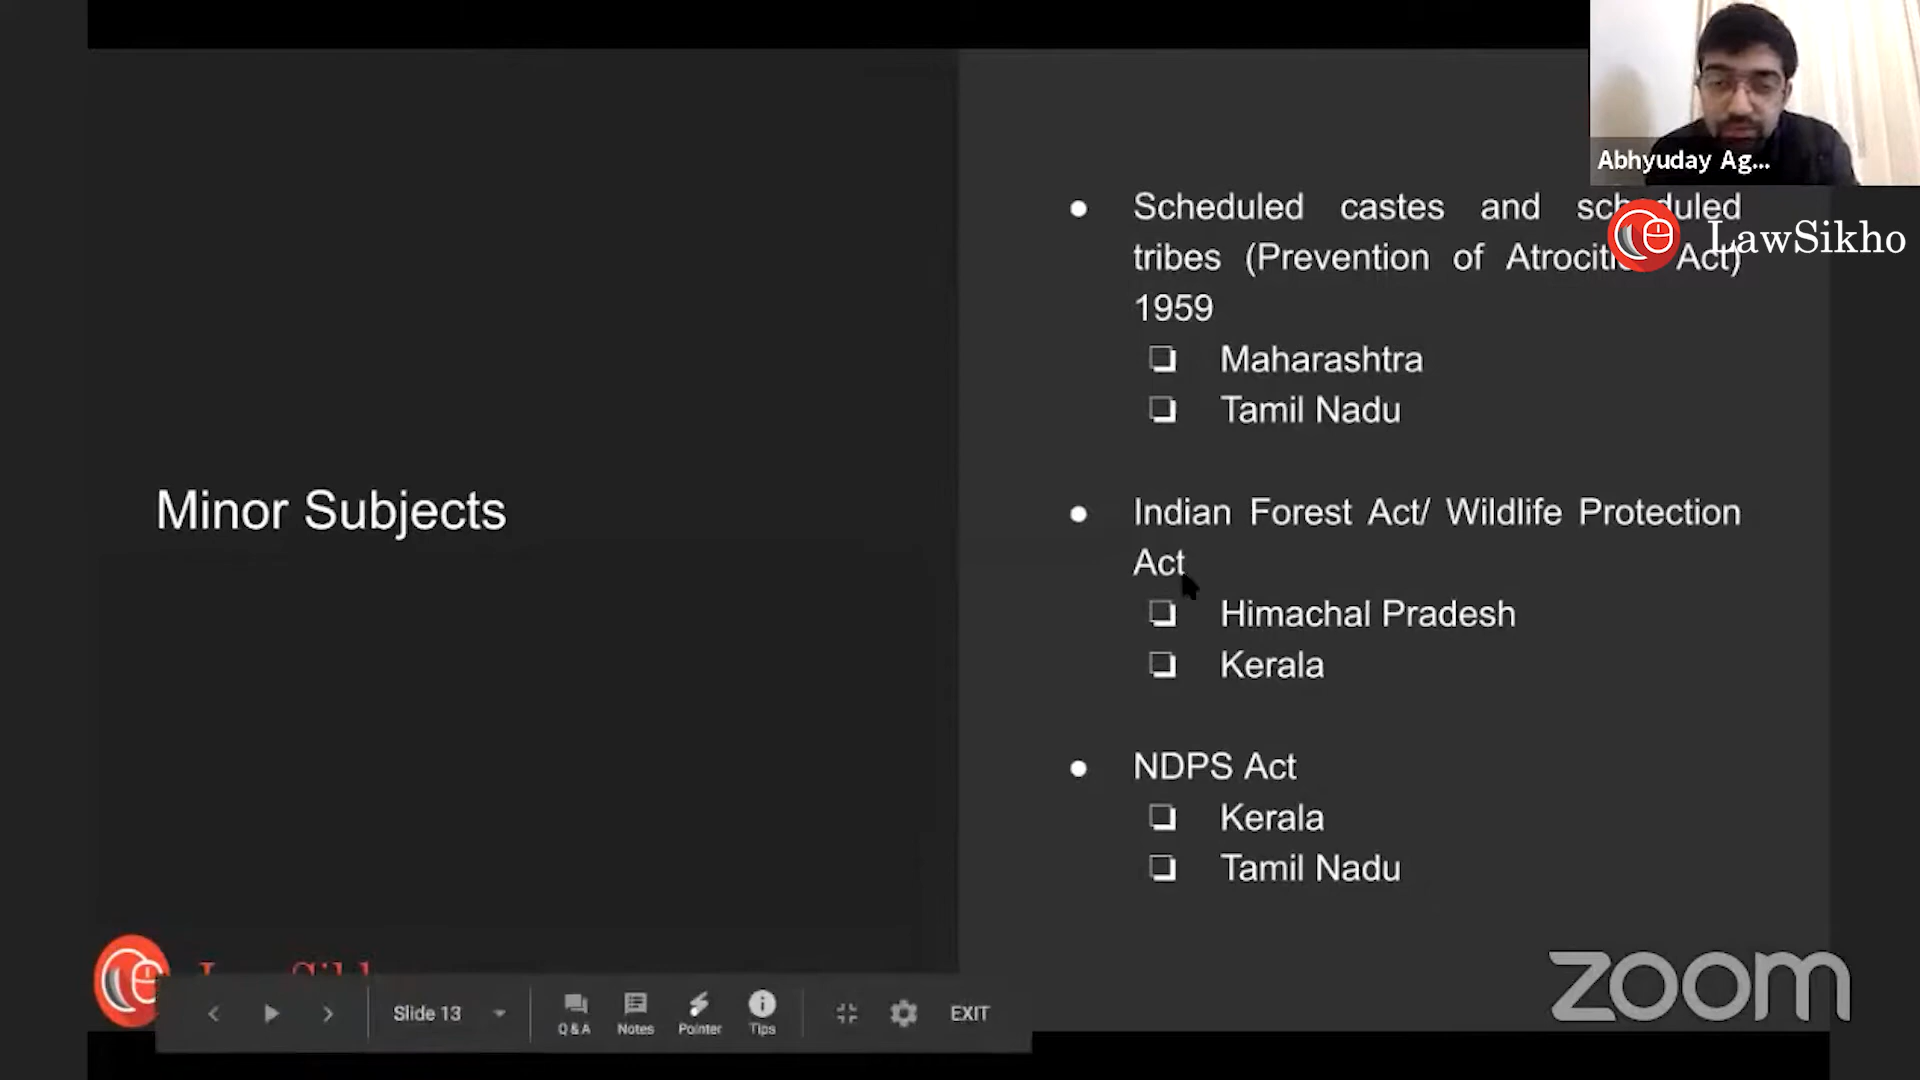 Abhyuday Ag...
LawSikho
Scheduled castes and scheduled
tribes (Prevention of Atrocities Act)
1959
Maharashtra
Tamil Nadu
Minor Subjects
Indian Forest Act/ Wildlife Protection
Act
Himachal Pradesh
Kerala
NDPS Act
Kerala
Tamil Nadu
Slide 13
Q & A
Notes
Pointer
Tips
EXIT
zoom